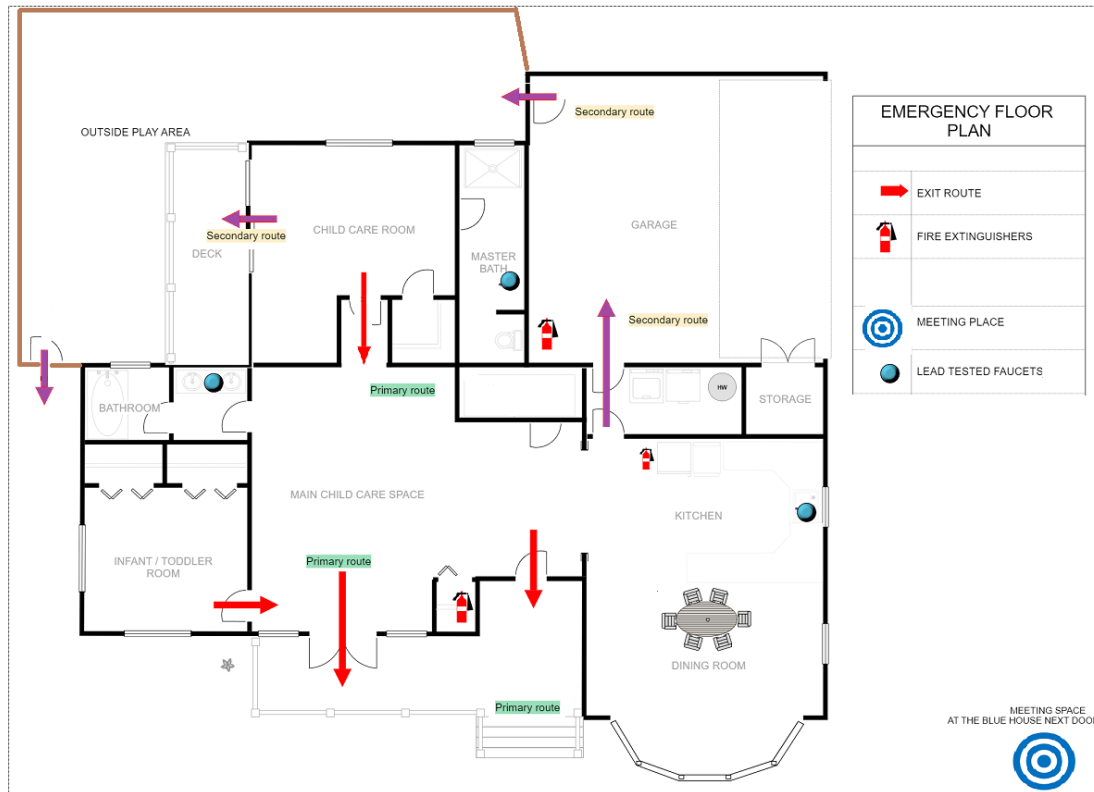 EMERGENCY FLOOR
PLAN
EXIT ROUTE
FIRE EXTINGUISHERS
MEETING PLACE
LEAD TESTED FAUCETS
OUTSIDE PLAY AREA
Secondary route
GARAGE
CHILD CARE ROOM
Secondary route
DECK
MASTER
BATH
Secondary route
Primary route
HW
STORAGE
BATHROOM
MAIN CHILD CARE SPACE
KITCHEN
INFANT / TODDLER
ROOM
Primary route
DINING ROOM
Primary route
MEETING SPACE
AT THE BLUE HOUSE NEXT DOOR